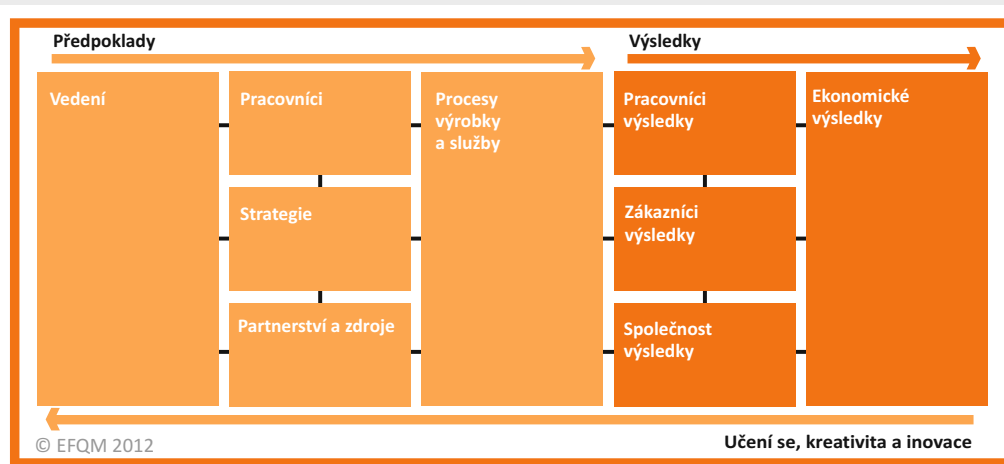 Předpoklady
Výsledky
Vedení
Pracovníci
Strategie
Partnerství a zdroje
Procesy
výrobky
a služby
Pracovníci
výsledky
Zákazníci
výsledky
Společnost
výsledky
Ekonomické
výsledky
© EFQM 2012
Učení se, kreativita a inovace